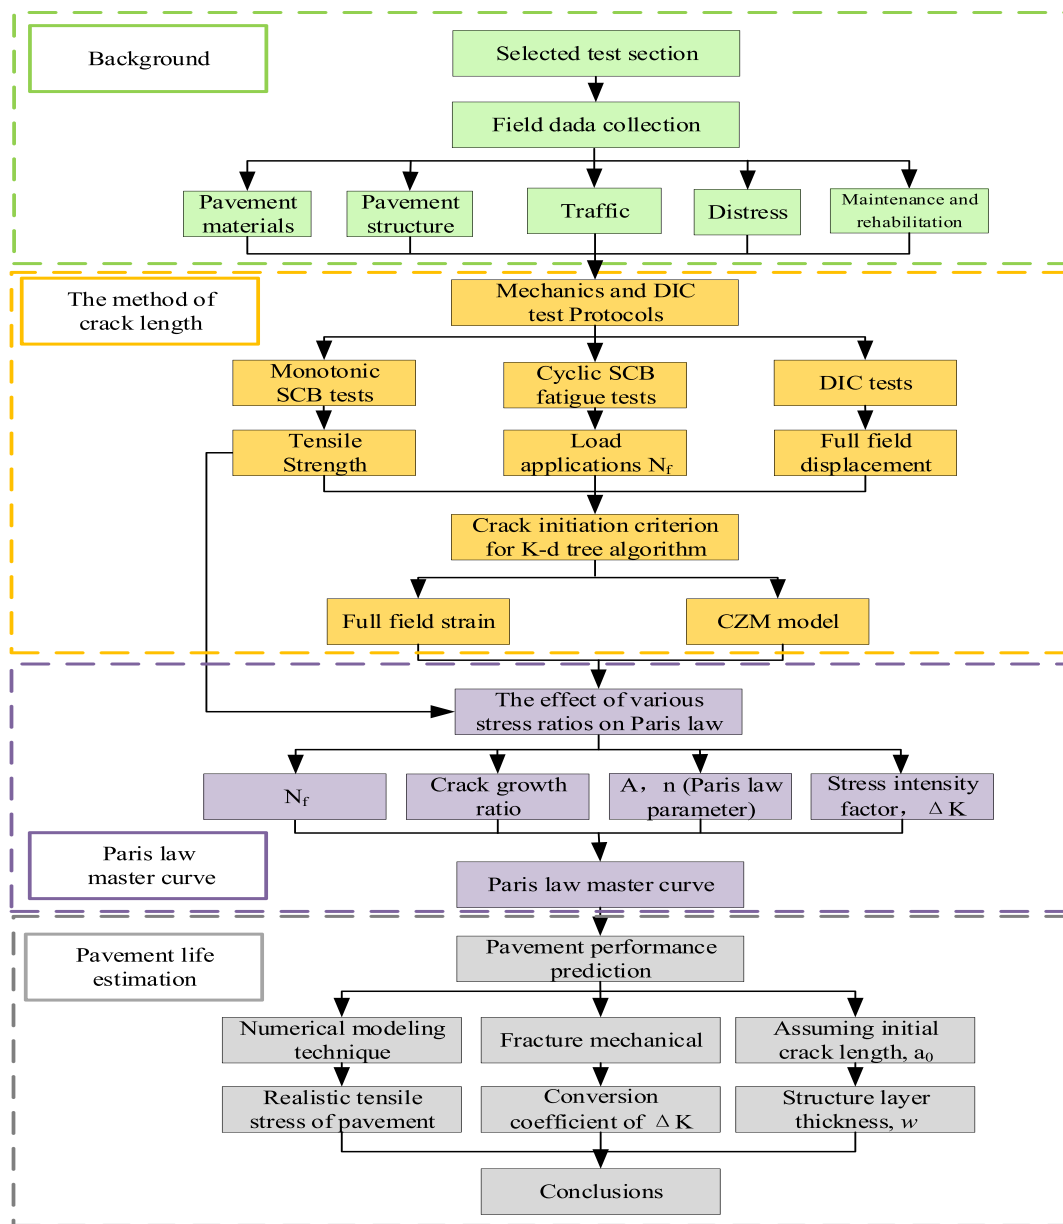 Background
Selected test section
Field dada collection
Pavement
materials
Pavement
structure
Traffic
Distress
Maintenance and
rehabilitation
The method of
crack length
Mechanics and DIC
test Protocols
Monotonic
SCB tests
Cyclic SCB
fatigue tests
DIC tests
Tensile
Strength
Load
applications Nf
Full field
displacement
Crack initiation criterion
for K-d tree algorithm
Full field strain
CZM model
The effect of various
stress ratios on Paris law
Nf
Crack growth
ratio
A，n (Paris law
parameter)
Stress intensity
factor， ΔK
Paris law
master curve
Paris law master curve
Pavement life
estimation
Pavement performance
prediction
Numerical modeling
technique
Fracture mechanical
Assuming initial
crack length, a0
Realistic tensile
stress of pavement
Conversion
coefficient of ΔK
Structure layer
thickness, w
Conclusions